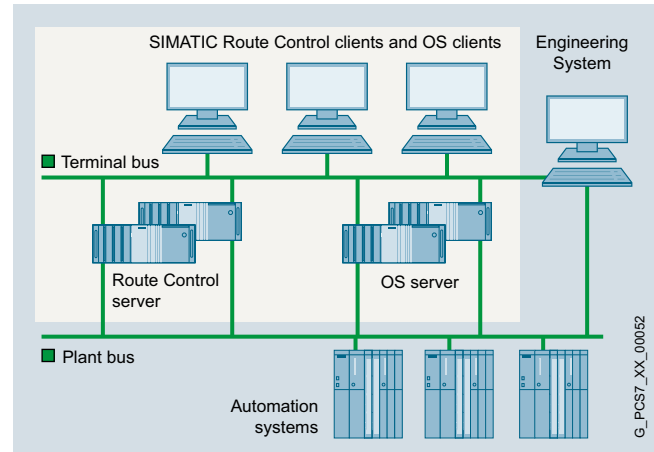 SIMATIC Route Control clients and OS clients
Engineering
System
Terminal bus
Route Control
server
OS server
Plant bus
Automation
systems
G_PCS7_XX_00052